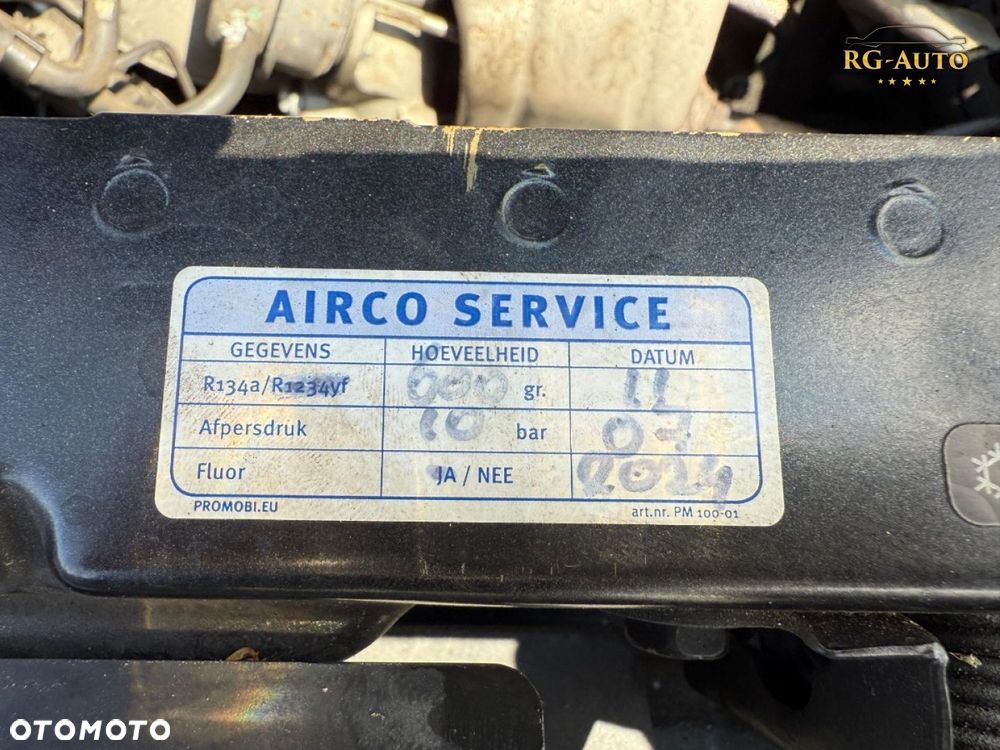 RG-AUTO
AIRCO SERVICE
GEGEVENS HOEVEELHEID DATUM
R134a/R1234yf 600 gr. 11
Afpersdruk 10 bar 07
Fluor JA / NEE 2024
PROMOBI.EU art.nr. PM 100-01
OTOMOTO